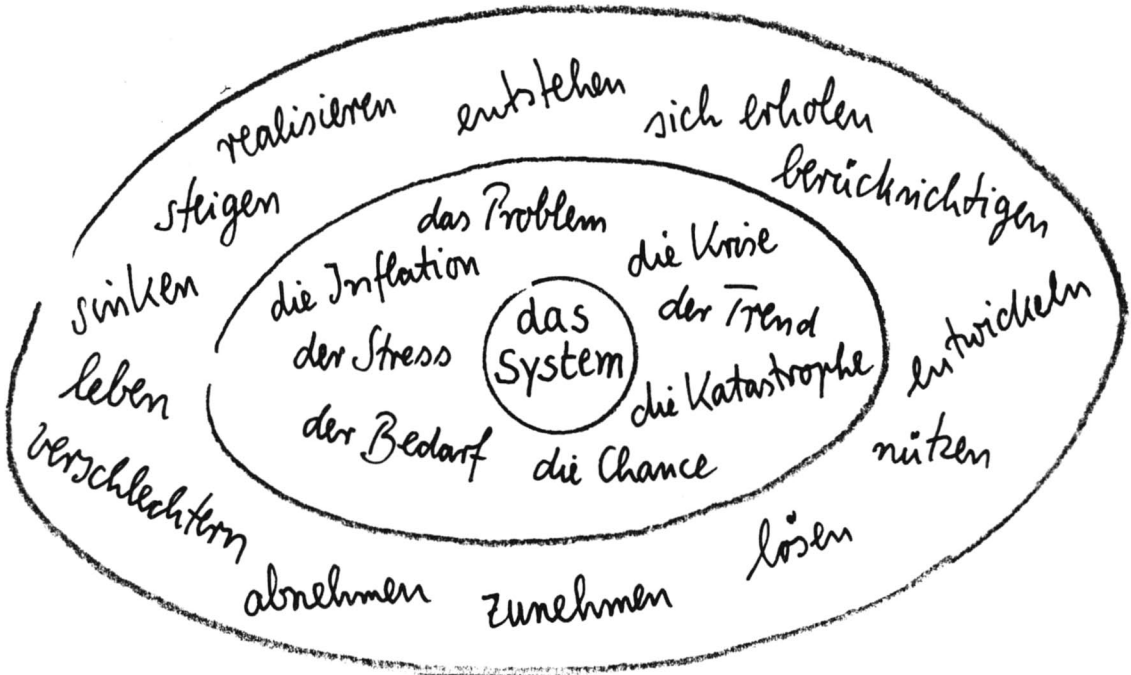 realisieren
entstehen
sich erholen
berücksichtigen
steigen
das Problem
die Krise
sinken
die Inflation
das
System
der Trend
entwickeln
der Stress
leben
die Katastrophe
der Bedarf
die Chance
nützen
verschlechtern
lösen
abnehmen
zunehmen